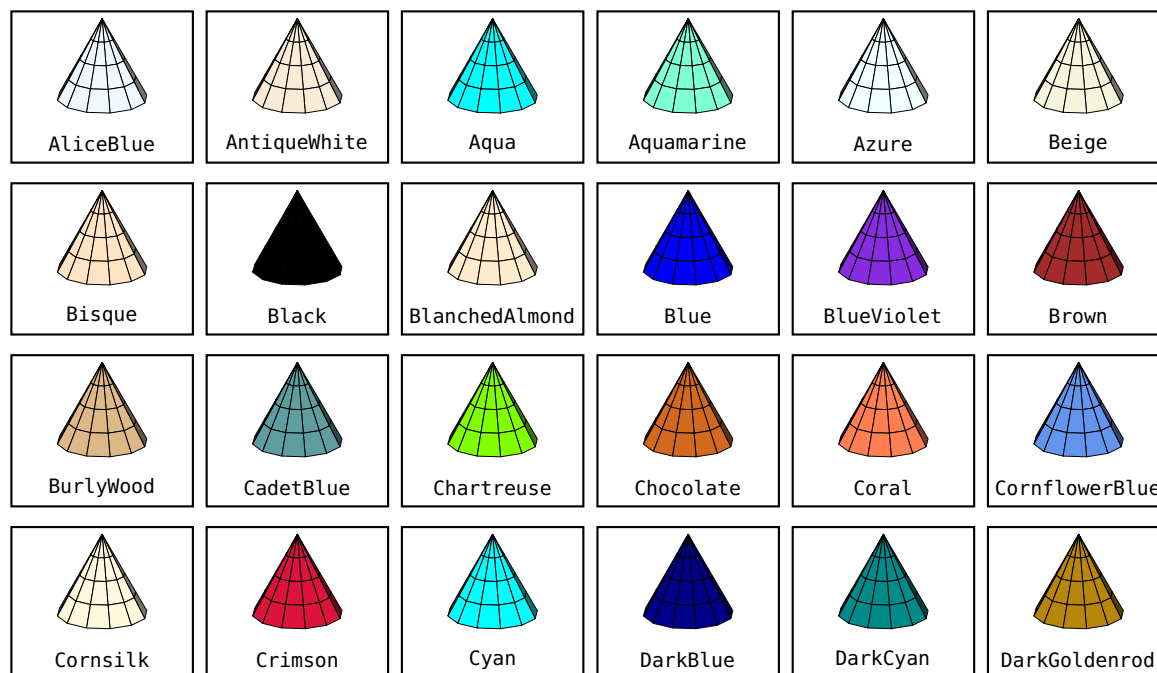 AliceBlue
AntiqueWhite
Aqua
Aquamarine
Azure
Beige
Bisque
Black
BlanchedAlmond
Blue
BlueViolet
Brown
BurlyWood
CadetBlue
Chartreuse
Chocolate
Coral
CornflowerBlue
Cornsilk
Crimson
Cyan
DarkBlue
DarkCyan
DarkGoldenrod